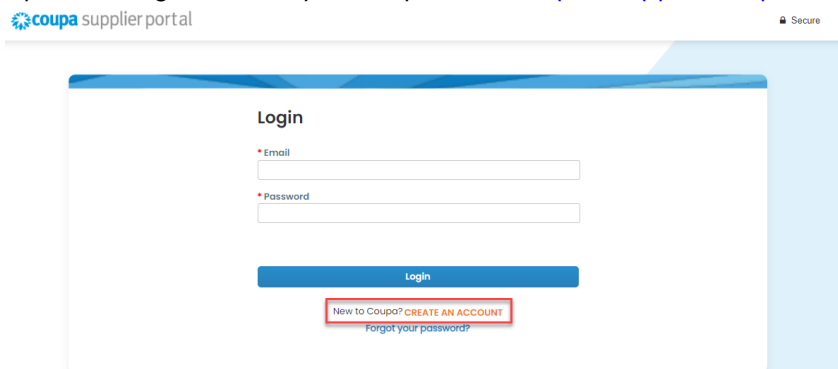 coupa supplier portal
Secure
Login
* Email
* Password
Login
New to Coupa? CREATE AN ACCOUNT
Forgot your password?